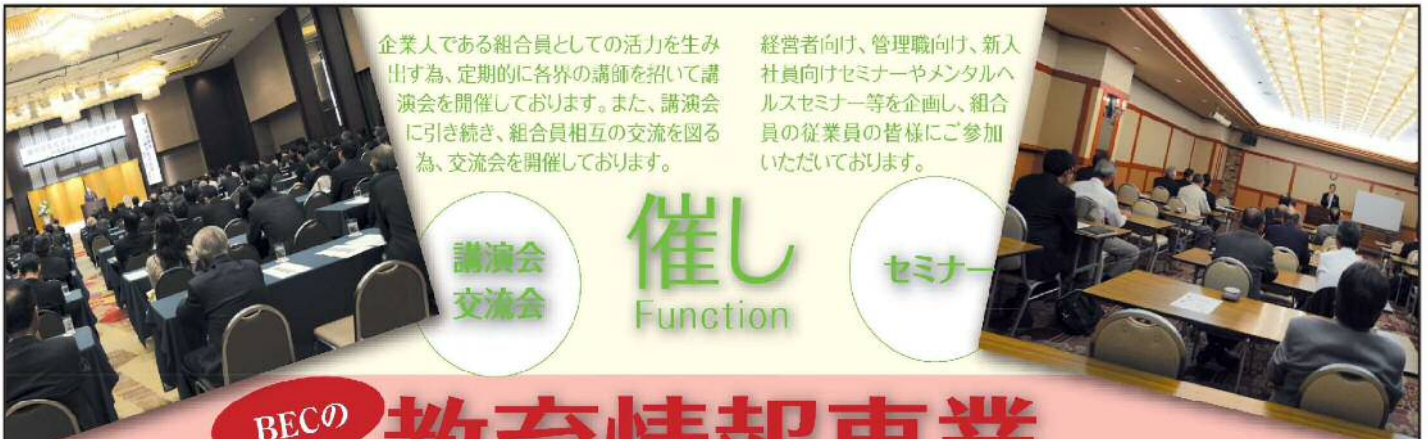 企業人である組合員としての活力を生み
出す為、定期的に各界の講師を招いて講
演会を開催しております。また、講演会
に引き続き、組合員相互の交流を図る
為、交流会を開催しております。
経営者向け、管理職向け、新入
社員向けセミナーやメンタルヘ
ルスセミナー等を企画し、組合
員の従業員の皆様にご参加
いただいております。
講演会
交流会
催し
Function
セミナー
BECの
教育情報事業